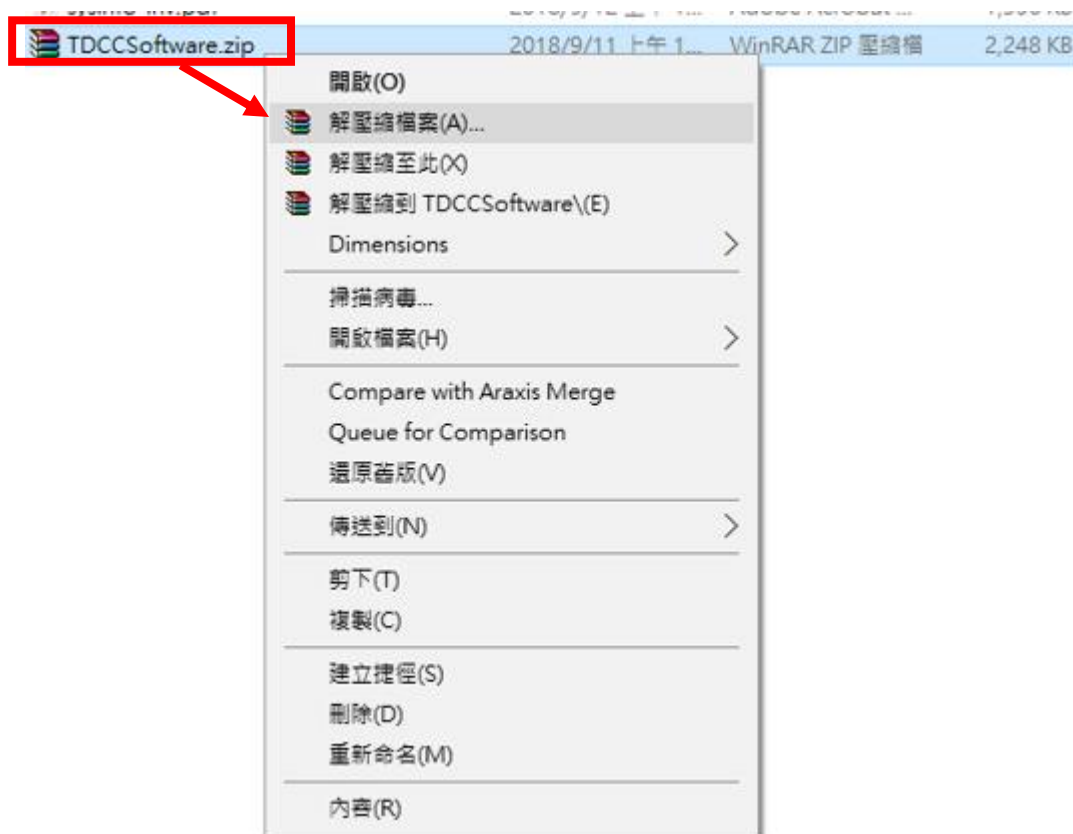 TDCCSoftware.zip 2018/9/11 上午 1... WinRAR ZIP 壓縮檔 2,248 KB
開啟(O)
解壓縮檔案(A)...
解壓縮至此(X)
解壓縮到 TDCCSoftware\(E)
Dimensions
掃描病毒...
開啟檔案(H)
Compare with Araxis Merge
Queue for Comparison
還原舊版(V)
傳送到(N)
剪下(T)
複製(C)
建立捷徑(S)
刪除(D)
重新命名(M)
內容(R)